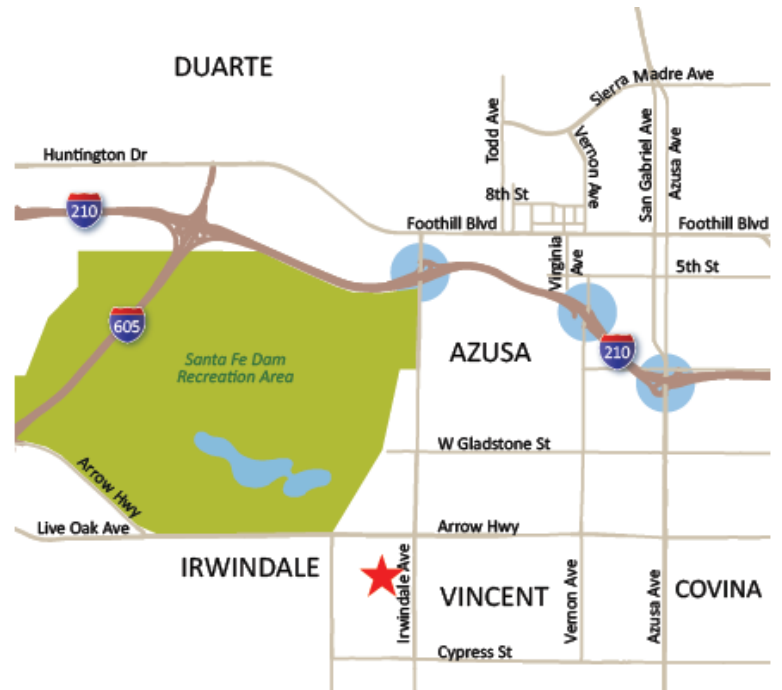 DUARTE
Sierra Madre Ave
Todd Ave
Vernon Ave
San Gabriel Ave
Azusa Ave
Huntington Dr
8th St
210
Foothill Blvd
Foothill Blvd
Virginia
Ave
5th St
605
210
AZUSA
Santa Fe Dam
Recreation Area
W Gladstone St
Arrow Hwy
Live Oak Ave
Arrow Hwy
IRWINDALE
Irwindale Ave
VINCENT
Vernon Ave
Azusa Ave
COVINA
Cypress St